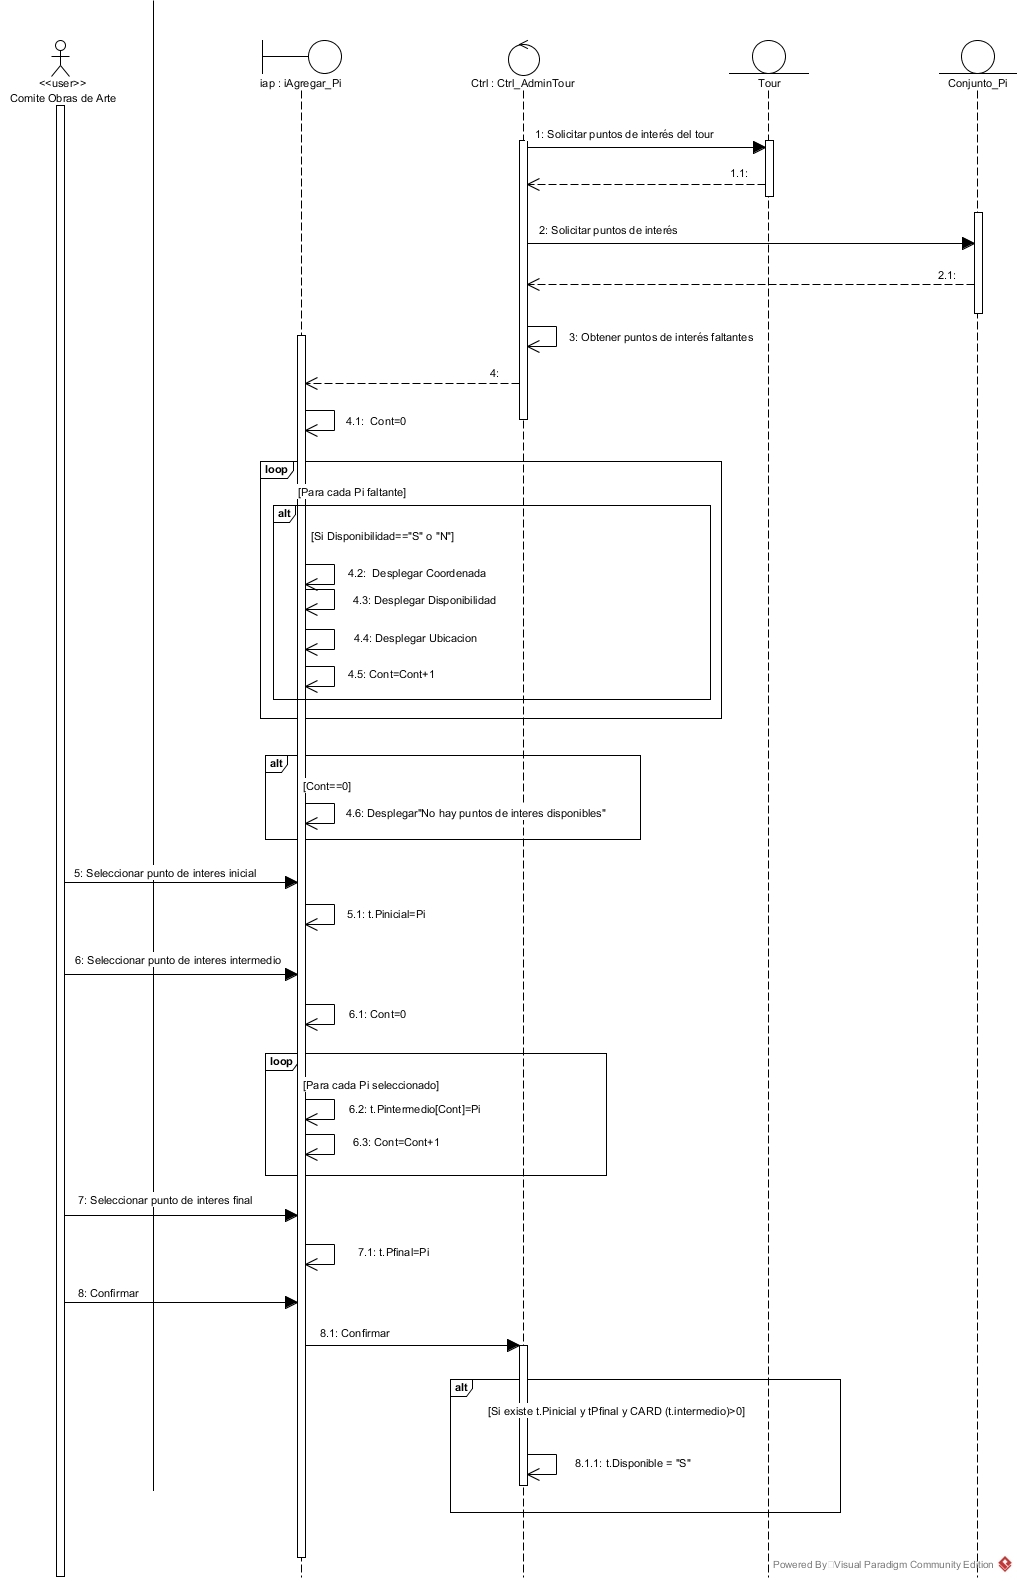 <<user>>
Comite Obras de Arte
iap : iAgregar_Pi
Ctrl : Ctrl_AdminTour
Tour
Conjunto_Pi
1: Solicitar puntos de interés del tour
1.1:
2: Solicitar puntos de interés
2.1:
3: Obtener puntos de interés faltantes
4:
4.1:  Cont=0
loop
[Para cada Pi faltante]
alt
[Si Disponibilidad=="S" o "N"]
4.2:  Desplegar Coordenada
4.3: Desplegar Disponibilidad
4.4: Desplegar Ubicacion
4.5: Cont=Cont+1
alt
[Cont==0]
4.6: Desplegar"No hay puntos de interes disponibles"
5: Seleccionar punto de interes inicial
5.1: t.Pinicial=Pi
6: Seleccionar punto de interes intermedio
6.1: Cont=0
loop
[Para cada Pi seleccionado]
6.2: t.Pintermedio[Cont]=Pi
6.3: Cont=Cont+1
7: Seleccionar punto de interes final
7.1: t.Pfinal=Pi
8: Confirmar
8.1: Confirmar
alt
[Si existe t.Pinicial y tPfinal y CARD (t.intermedio)>0]
8.1.1: t.Disponible = "S"
Powered By Visual Paradigm Community Edition